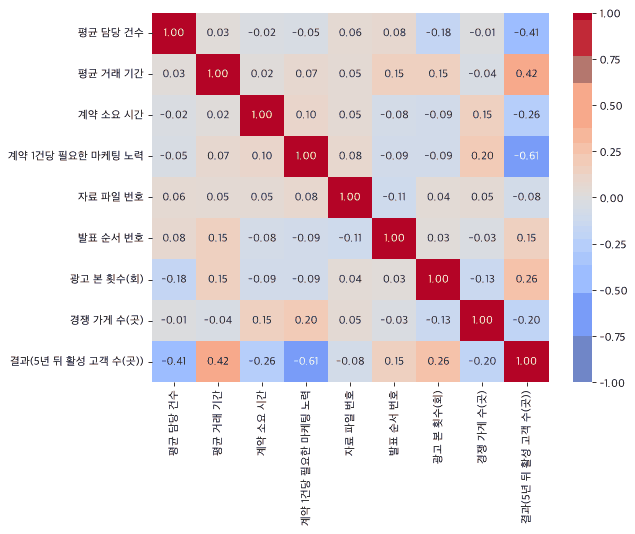 평균 담당 건수 1.00 0.03 -0.02 -0.05 0.06 0.08 -0.18 -0.01 -0.41
평균 거래 기간 0.03 1.00 0.02 0.07 0.05 0.15 0.15 -0.04 0.42
계약 소요 시간 -0.02 0.02 1.00 0.10 0.05 -0.08 -0.09 0.15 -0.26
계약 1건당 필요한 마케팅 노력 -0.05 0.07 0.10 1.00 0.08 -0.09 -0.09 0.20 -0.61
자료 파일 번호 0.06 0.05 0.05 0.08 1.00 -0.11 0.04 0.05 -0.08
발표 순서 번호 0.08 0.15 -0.08 -0.09 -0.11 1.00 0.03 -0.03 0.15
광고 본 횟수(회) -0.18 0.15 -0.09 -0.09 0.04 0.03 1.00 -0.13 0.26
경쟁 가게 수(곳) -0.01 -0.04 0.15 0.20 0.05 -0.03 -0.13 1.00 -0.20
결과(5년 뒤 활성 고객 수(곳)) -0.41 0.42 -0.26 -0.61 -0.08 0.15 0.26 -0.20 1.00
평균 담당 건수
평균 거래 기간
계약 소요 시간
계약 1건당 필요한 마케팅 노력
자료 파일 번호
발표 순서 번호
광고 본 횟수(회)
경쟁 가게 수(곳)
결과(5년 뒤 활성 고객 수(곳))
1.00
0.75
0.50
0.25
0.00
-0.25
-0.50
-0.75
-1.00